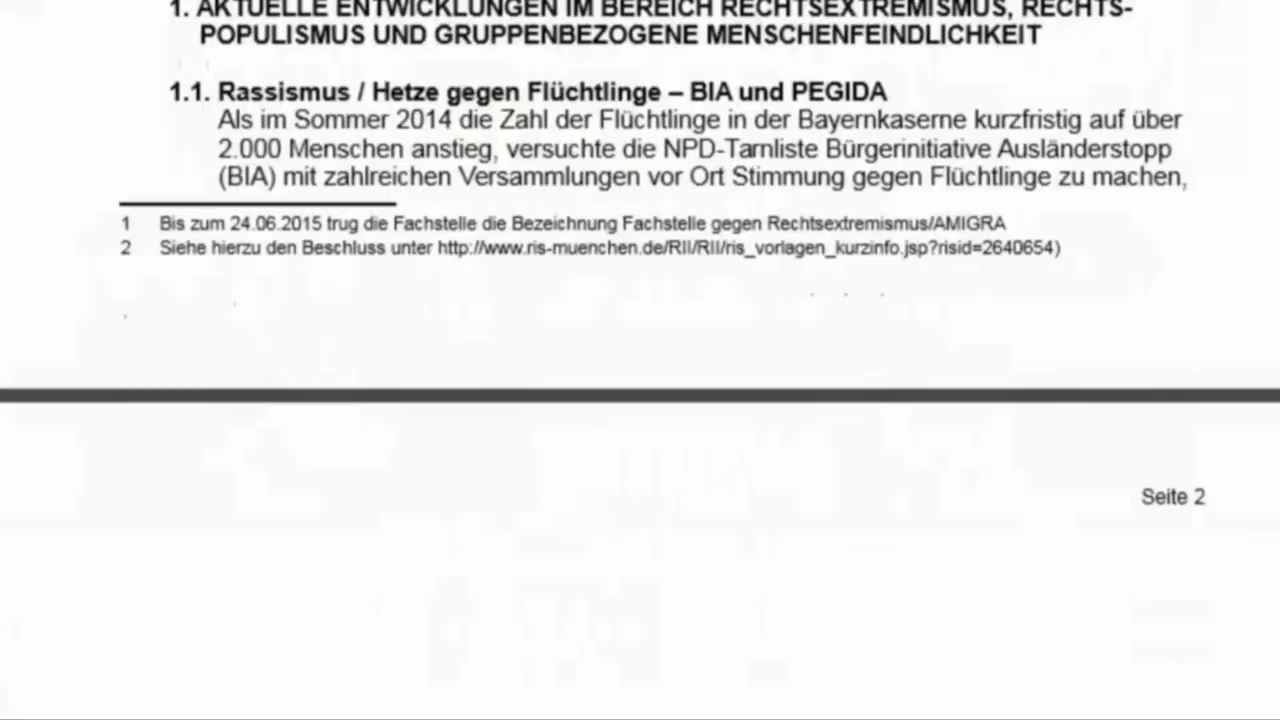 1. AKTUELLE ENTWICKLUNGEN IM BEREICH RECHTSEXTREMISMUS, RECHTS-
POPULISMUS UND GRUPPENBEZOGENE MENSCHENFEINDLICHKEIT
1.1. Rassismus / Hetze gegen Flüchtlinge – BIA und PEGIDA
Als im Sommer 2014 die Zahl der Flüchtlinge in der Bayernkaserne kurzfristig auf über
2.000 Menschen anstieg, versuchte die NPD-Tarnliste Bürgerinitiative Ausländerstopp
(BIA) mit zahlreichen Versammlungen vor Ort Stimmung gegen Flüchtlinge zu machen,
1 Bis zum 24.06.2015 trug die Fachstelle die Bezeichnung Fachstelle gegen Rechtsextremismus/AMIGRA
2 Siehe hierzu den Beschluss unter http://www.ris-muenchen.de/RII/RII/ris_vorlagen_kurzinfo.jsp?risid=2640654)
Seite 2